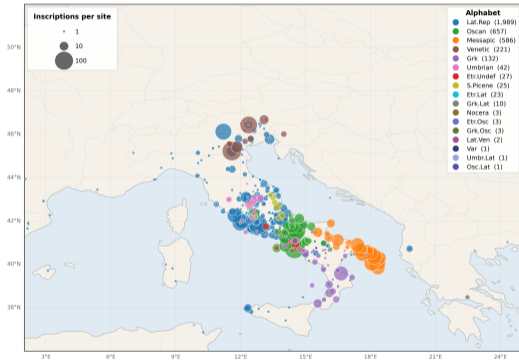 Inscriptions per site
1
10
100
Alphabet
Lat.Rep (1,989)
Oscan (657)
Messapic (586)
Venetic (221)
Grk (132)
Umbrian (42)
Etr.Undef (27)
S.Picene (25)
Etr.Lat (23)
Grk.Lat (10)
Nocera (3)
Etr.Osc (3)
Grk.Osc (3)
Lat.Ven (2)
Var (1)
Umbr.Lat (1)
Osc.Lat (1)
50°N
48°N
46°N
44°N
42°N
40°N
38°N
3°E
6°E
9°E
12°E
15°E
18°E
21°E
24°E